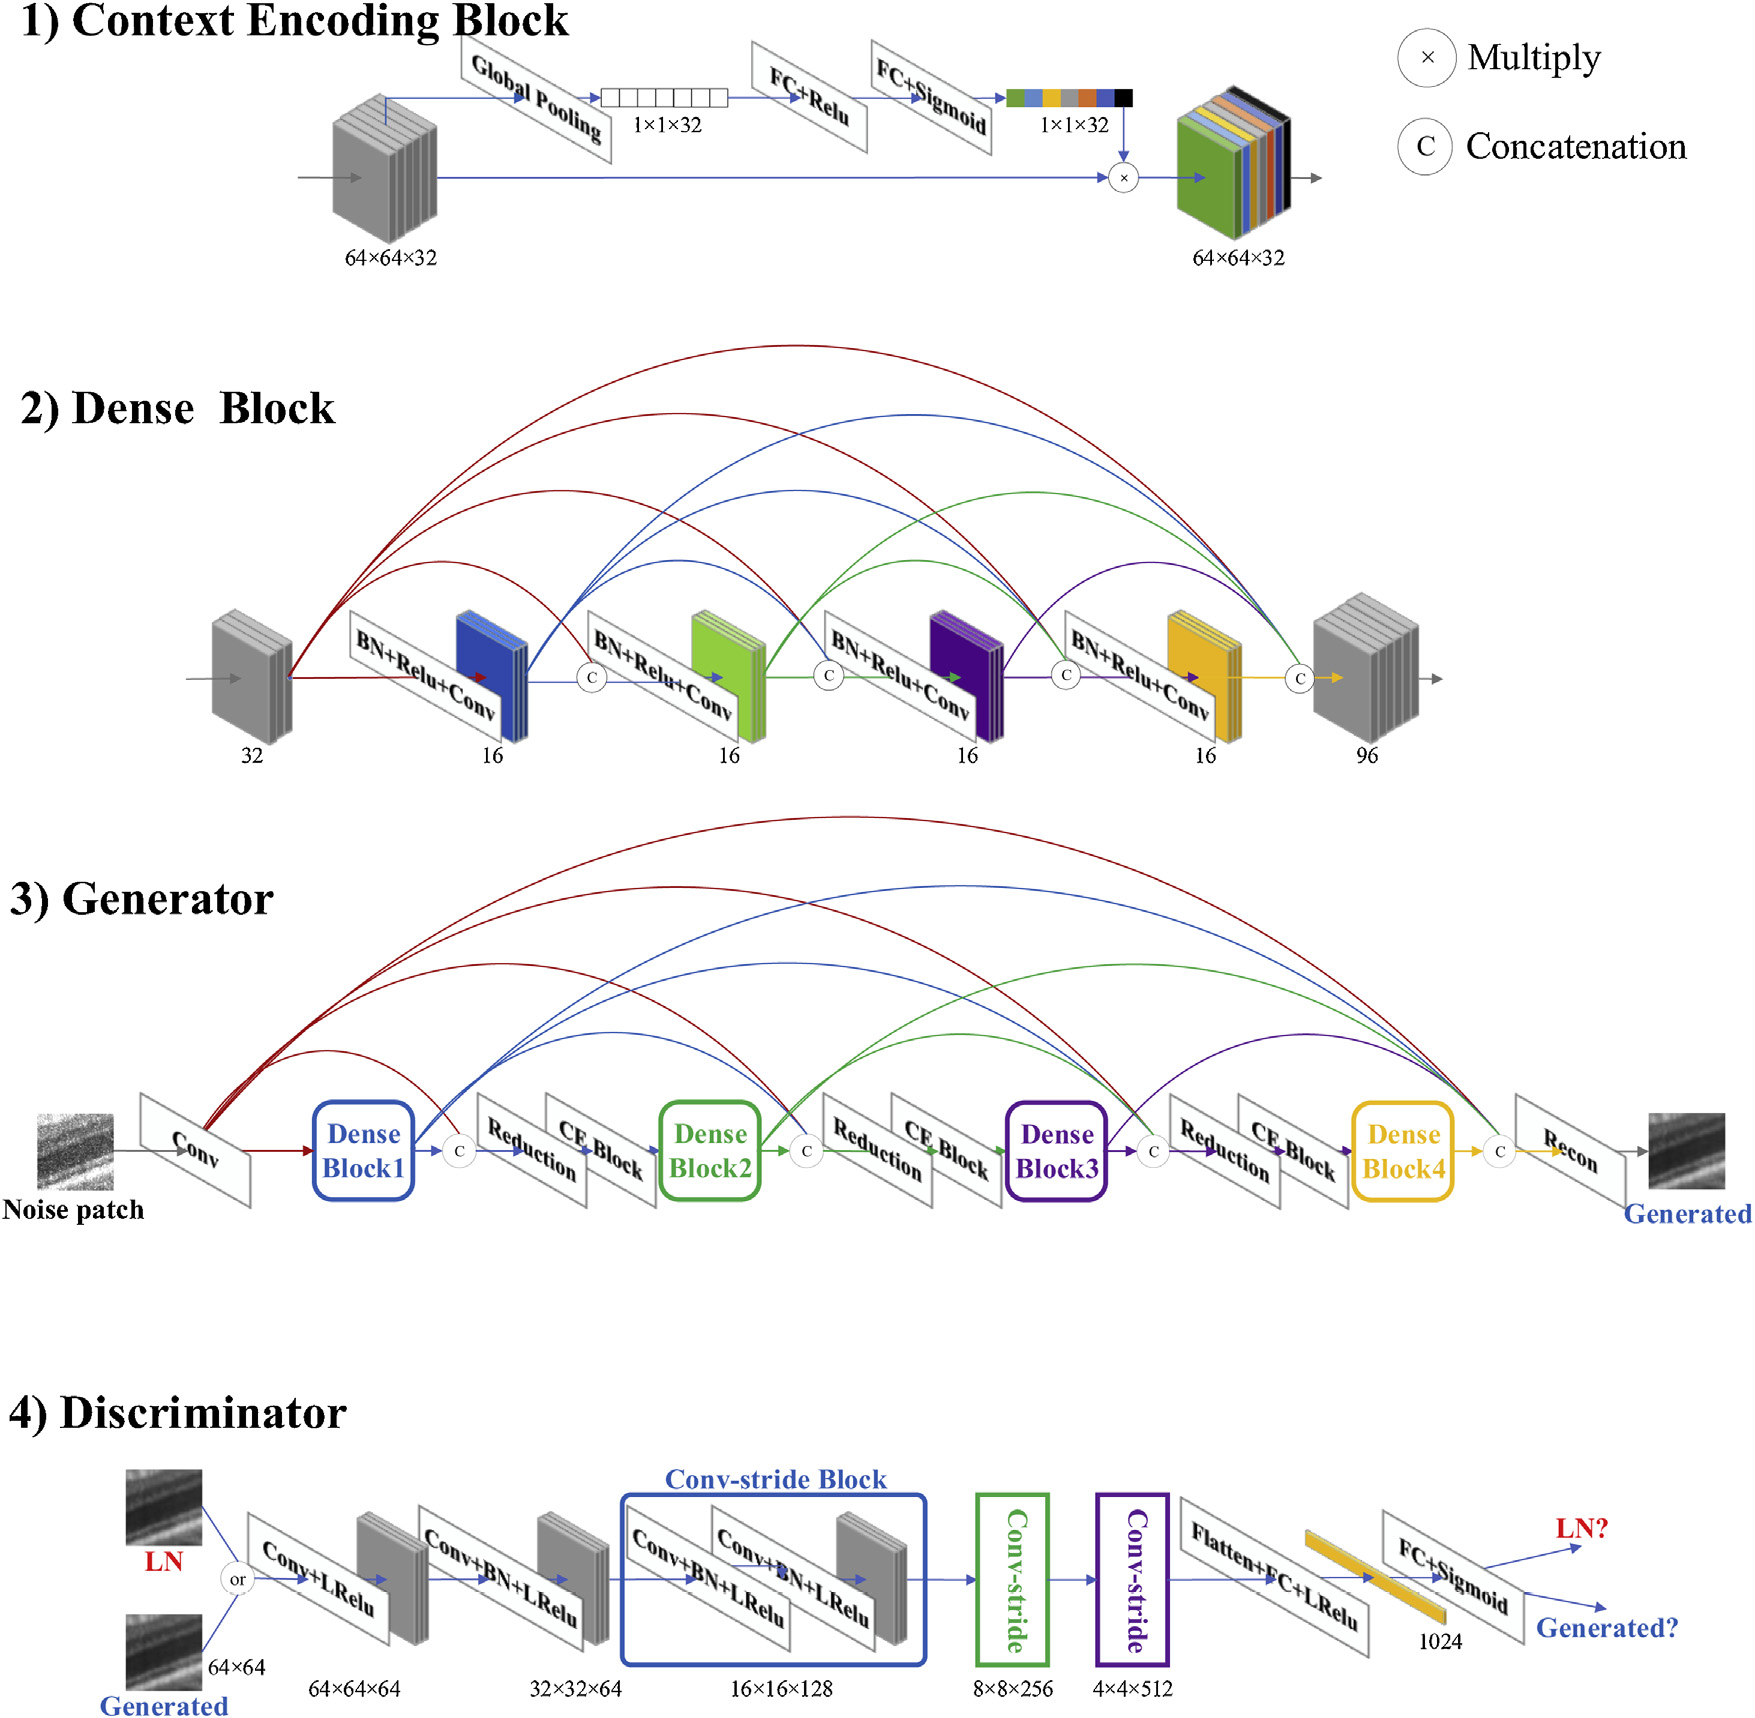 1) Context Encoding Block
Global Pooling
1×1×32
FC+Relu
FC+Sigmoid
1×1×32
×
64×64×32
64×64×32
× Multiply
C Concatenation
2) Dense Block
BN+Relu+Conv
C
BN+Relu+Conv
C
BN+Relu+Conv
C
BN+Relu+Conv
C
32
16
16
16
16
96
3) Generator
Noise patch
Conv
Dense
Block1
C
Reduction
CE Block
Dense
Block2
C
Reduction
CE Block
Dense
Block3
C
Reduction
CE Block
Dense
Block4
C
Recon
Generated
4) Discriminator
LN
Generated
or
64×64
Conv+LRelu
64×64×64
Conv+BN+LRelu
32×32×64
Conv-stride Block
Conv+BN+LRelu
Conv+BN+LRelu
16×16×128
Conv-stride
8×8×256
Conv-stride
4×4×512
Flatten+FC+LRelu
1024
FC+Sigmoid
LN?
Generated?